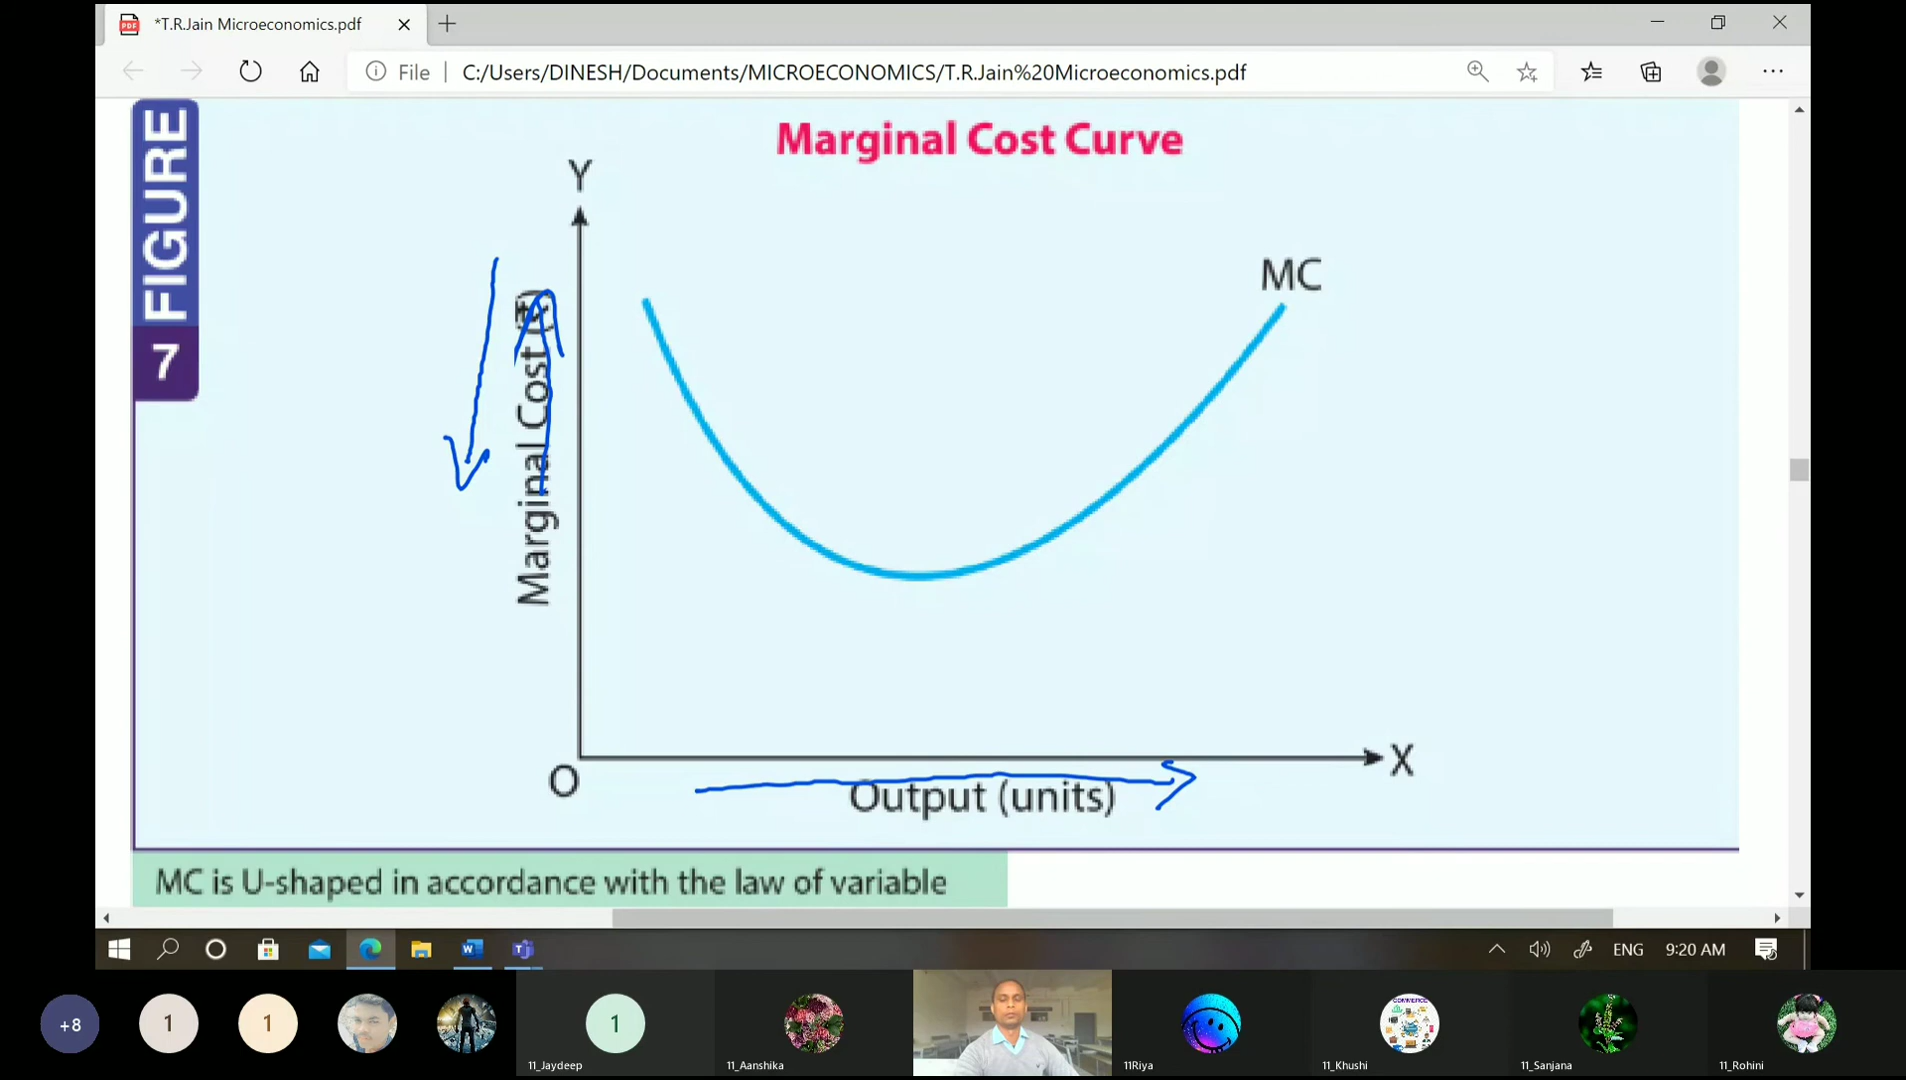 *T.R.Jain Microeconomics.pdf
File
C:/Users/DINESH/Documents/MICROECONOMICS/T.R.Jain%20Microeconomics.pdf
FIGURE
7
Marginal Cost Curve
Y
MC
Marginal Cost (₹)
O
X
Output (units)
MC is U-shaped in accordance with the law of variable
ENG
9:20 AM
+8
1
1
1
11_Jaydeep
11_Aanshika
11Riya
COMMERCE
11_Khushi
11_Sanjana
11_Rohini